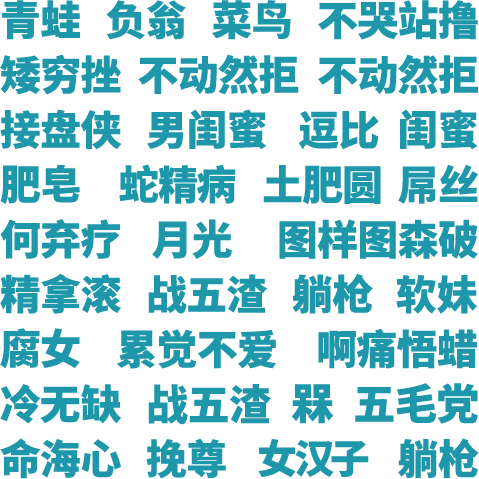 青蛙 负翁 菜鸟 不哭站撸
矮穷挫 不动然拒 不动然拒
接盘侠 男闺蜜 逗比 闺蜜
肥皂 蛇精病 土肥圆 屌丝
何弃疗 月光 图样图森破
精拿滚 战五渣 躺枪 软妹
腐女 累觉不爱 啊痛悟蜡
冷无缺 战五渣 槑 五毛党
命海心 挽尊 女汉子 躺枪